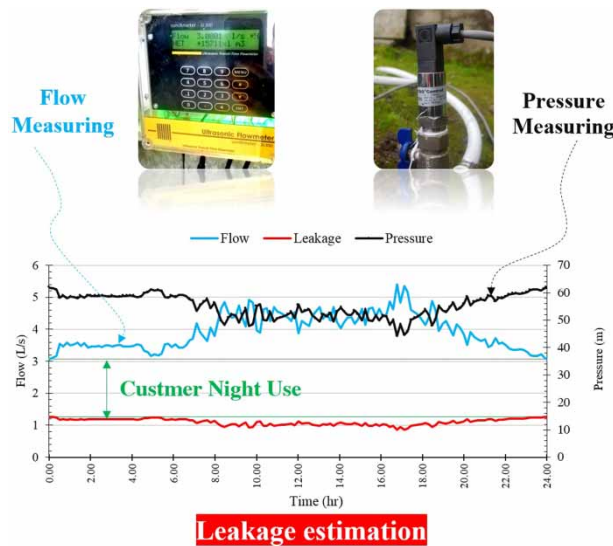 Flow
Measuring
Pressure
Measuring
Ultrasonic Flowmeter
Flow
Leakage
Pressure
Flow (L/s)
6
5
4
3
2
1
0
Custmer Night Use
Pressure (m)
70
60
50
40
30
20
10
0
0.00
2.00
4.00
6.00
8.00
10.00
12.00
14.00
16.00
18.00
20.00
22.00
24.00
Time (hr)
Leakage estimation